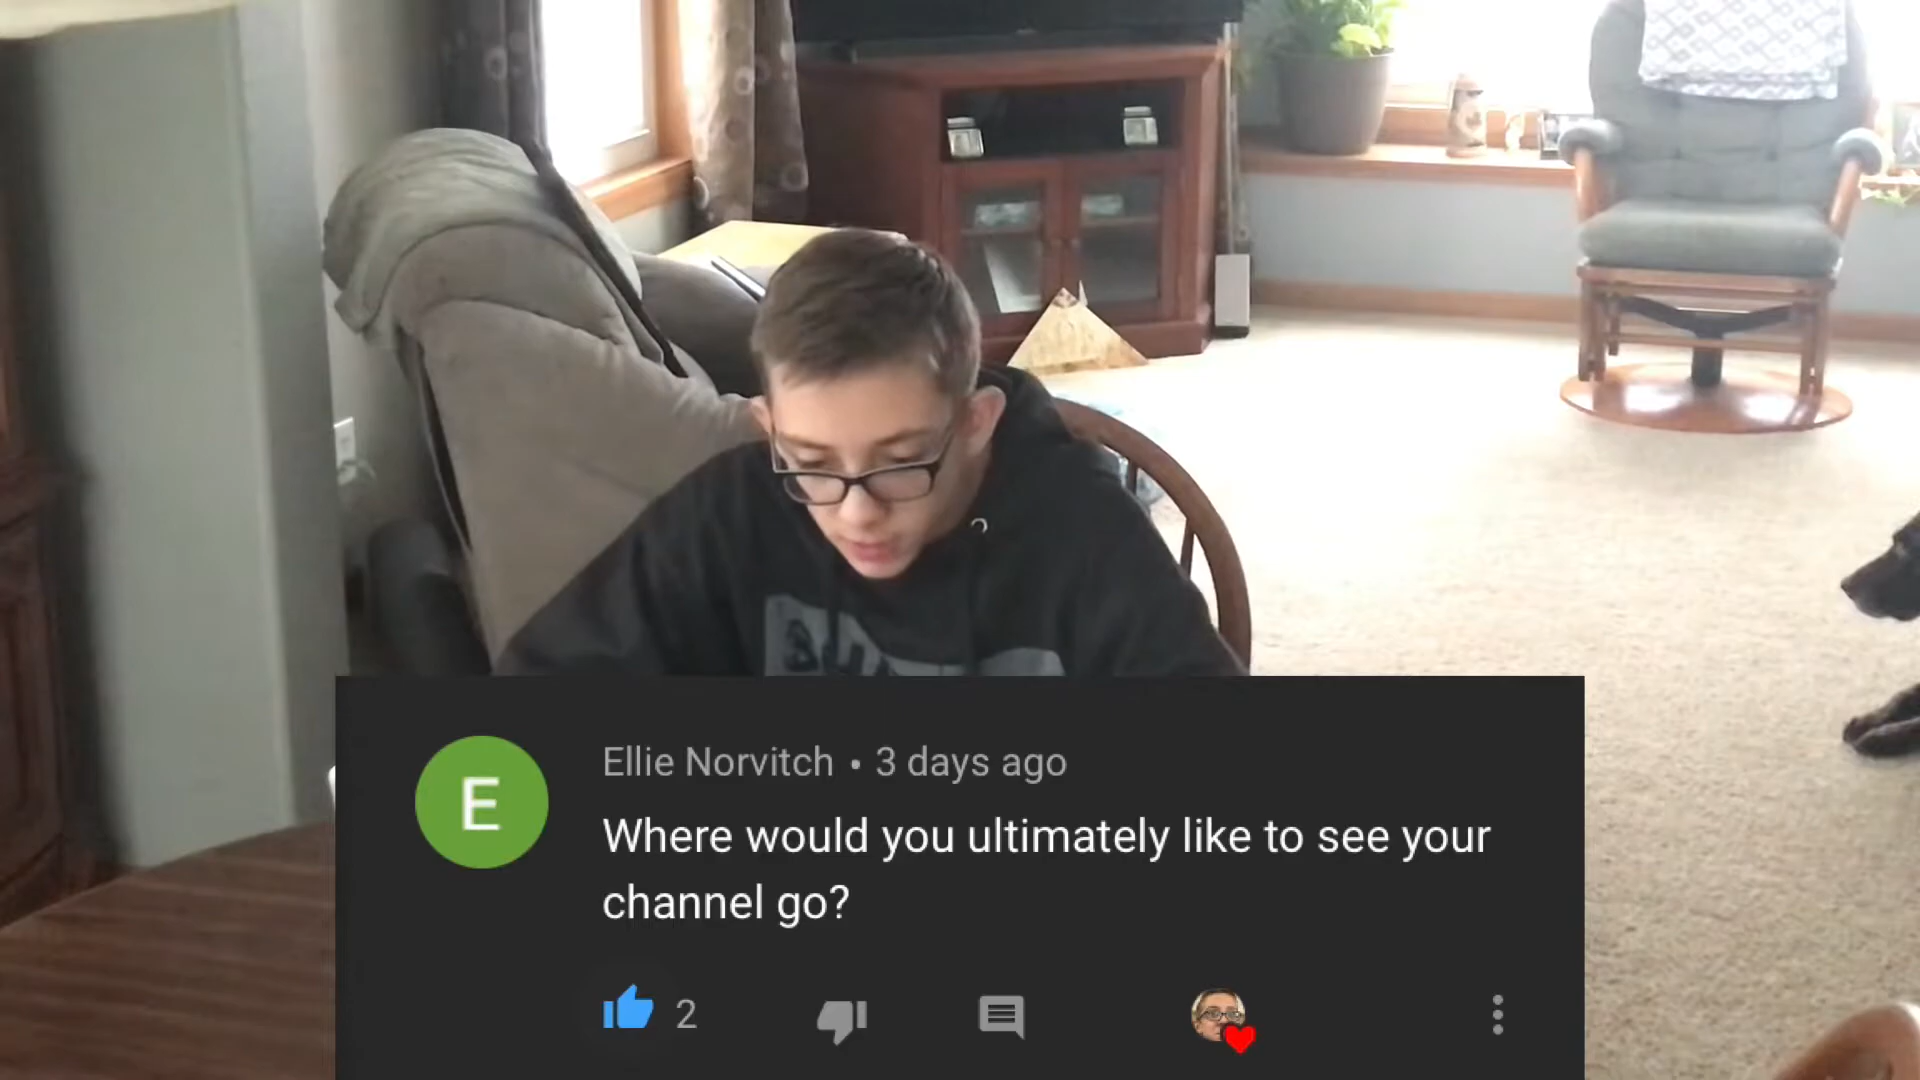 E
Ellie Norvitch • 3 days ago
Where would you ultimately like to see your
channel go?
2